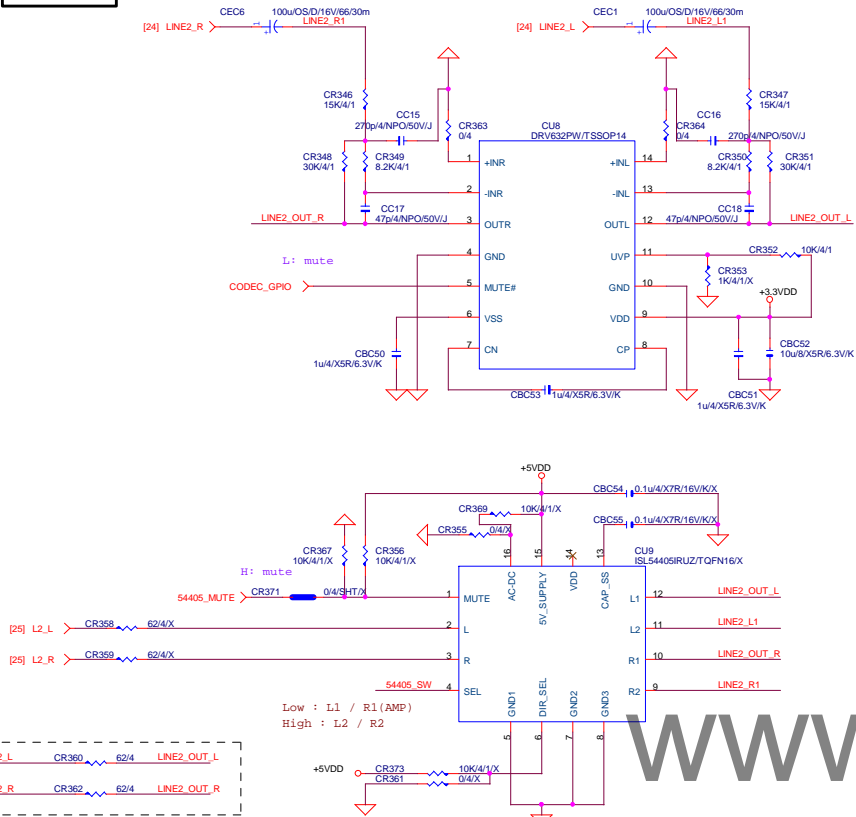 CEC6 100u/OS/D/16V/66/30m
[24] LINE2_R LINE2_R1
CEC1 100u/OS/D/16V/66/30m
[24] LINE2_L LINE2_L1
CR346
15K/4/1
CC15
270p/4/NPO/50V/J
CR363
0/4
CU8
DRV632PW/TSSOP14
CR364
0/4
CC16
270p/4/NPO/50V/J
CR347
15K/4/1
CR348
30K/4/1
CR349
8.2K/4/1
CR350
8.2K/4/1
CR351
30K/4/1
1 +INR +INL 14
2 -INR -INL 13
CC17
47p/4/NPO/50V/J
CC18
47p/4/NPO/50V/J
LINE2_OUT_R 3 OUTR OUTL 12 LINE2_OUT_L
4 GND UVP 11
CR352 10K/4/1
L: mute
CR353
1K/4/1/X
CODEC_GPIO 5 MUTE# GND 10
+3.3VDD
6 VSS VDD 9
7 CN CP 8
CBC50
1u/4/X5R/6.3V/K
CBC52
10u/8/X5R/6.3V/K
CBC53 1u/4/X5R/6.3V/K
CBC51
1u/4/X5R/6.3V/K
+5VDD
CBC54 0.1u/4/X7R/16V/K/X
CR369 10K/4/1/X
CR355 0/4/X
CBC55 0.1u/4/X7R/16V/K/X
CR367
10K/4/1/X
CR356
10K/4/1/X
16 15 14 13
CU9
ISL54405IRUZ/TQFN16/X
H: mute
AC-DC 5V_SUPPLY VDD CAP_SS
54405_MUTE CR371 0/4/SHT/X 1 MUTE L1 12 LINE2_OUT_L
[25] L2_L CR358 62/4/X 2 L L2 11 LINE2_L1
[25] L2_R CR359 62/4/X 3 R R1 10 LINE2_OUT_R
54405_SW 4 SEL R2 9 LINE2_R1
GND1 DIR_SEL GND2 GND3
5 6 7 8
Low : L1 / R1(AMP)
High : L2 / R2
2_L CR360 62/4 LINE2_OUT_L
2_R CR362 62/4 LINE2_OUT_R
+5VDD CR373 10K/4/1/X
CR361 0/4/X
www